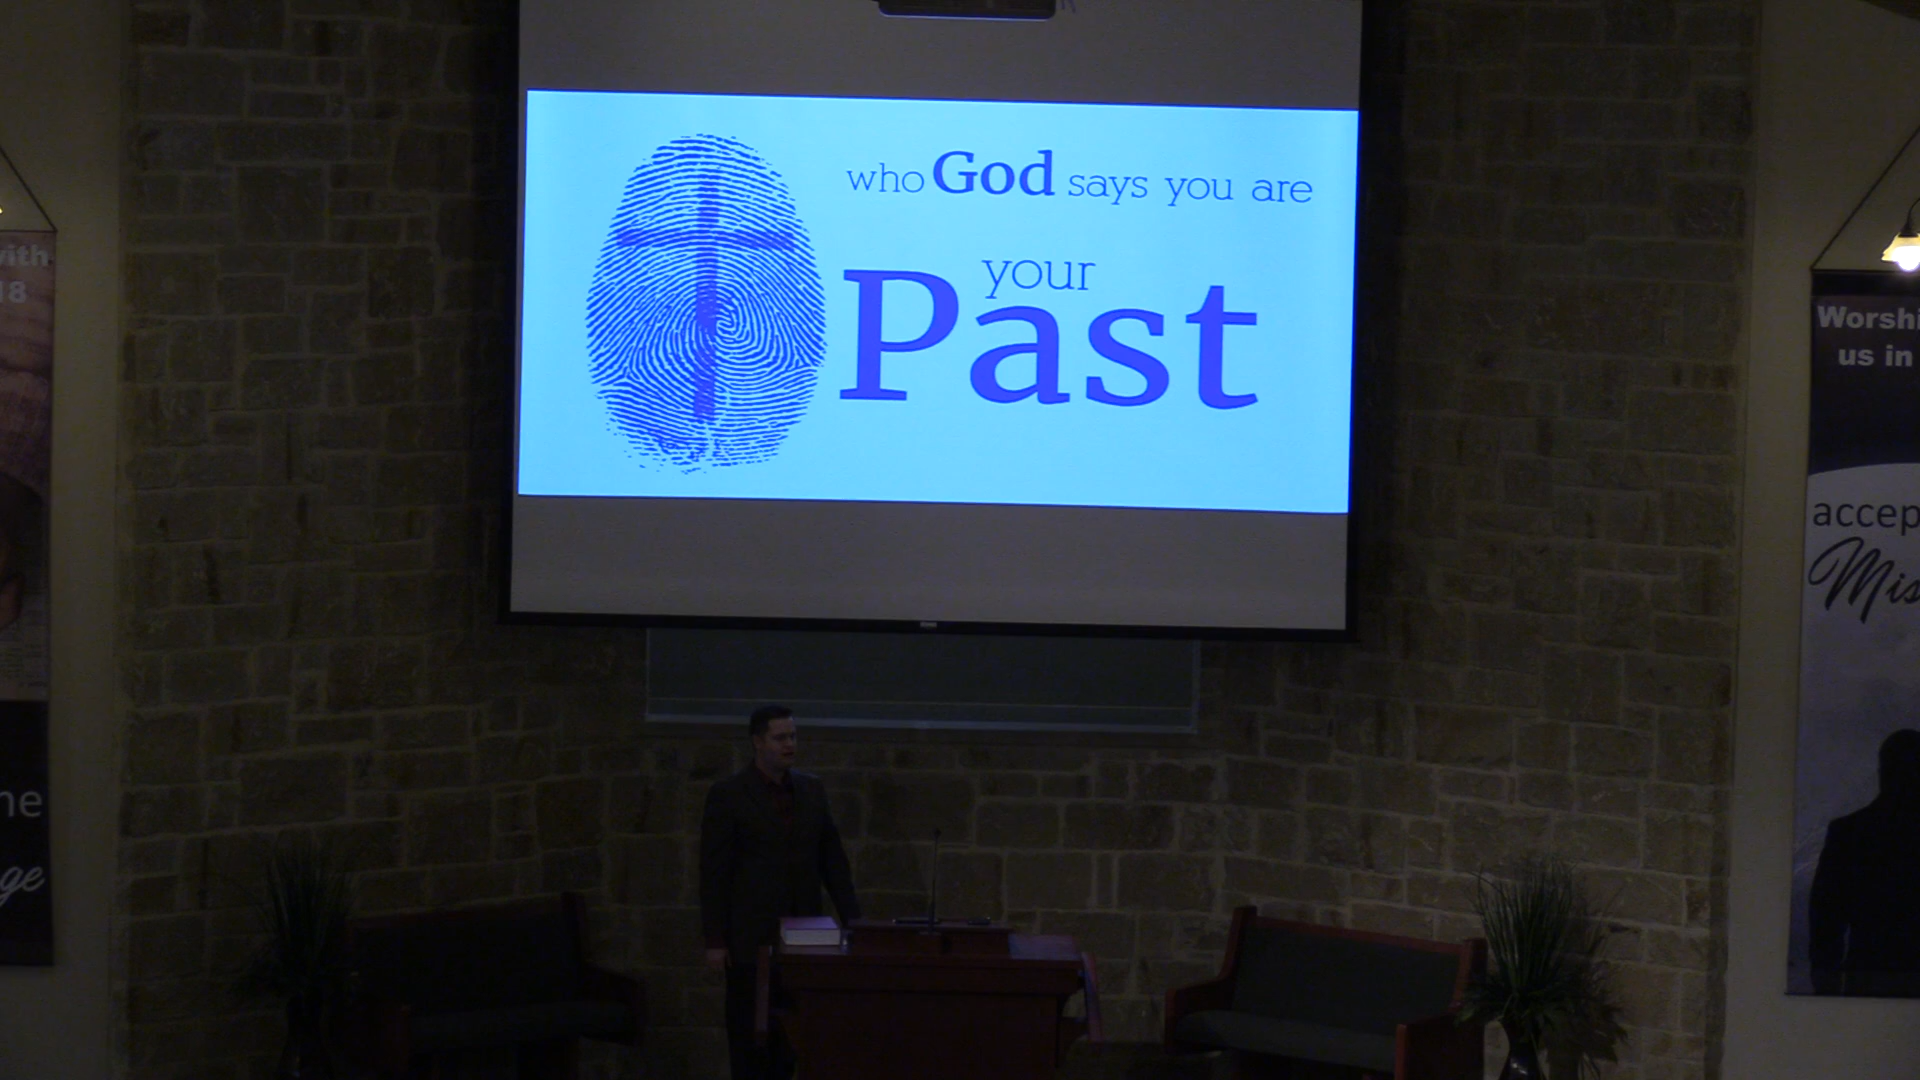 who God says you are
your
Past
with
18
Worshi
us in
accep
Mis
ne
ge